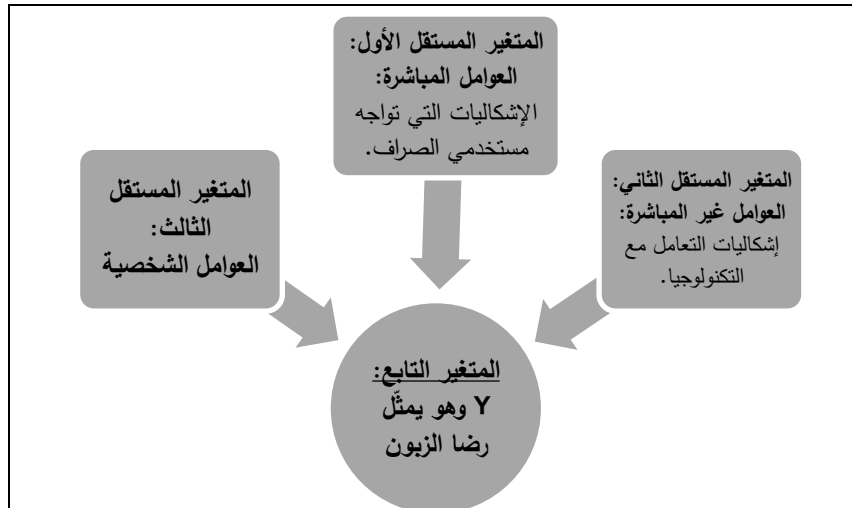 المتغير المستقل الأول:
العوامل المباشرة:
الإشكاليات التي تواجه
مستخدمي الصراف.
المتغير المستقل الثاني:
العوامل غير المباشرة:
إشكاليات التعامل مع
التكنولوجيا.
المتغير المستقل
الثالث:
العوامل الشخصية
المتغير التابع:
Y وهو يمثّل
رضا الزبون